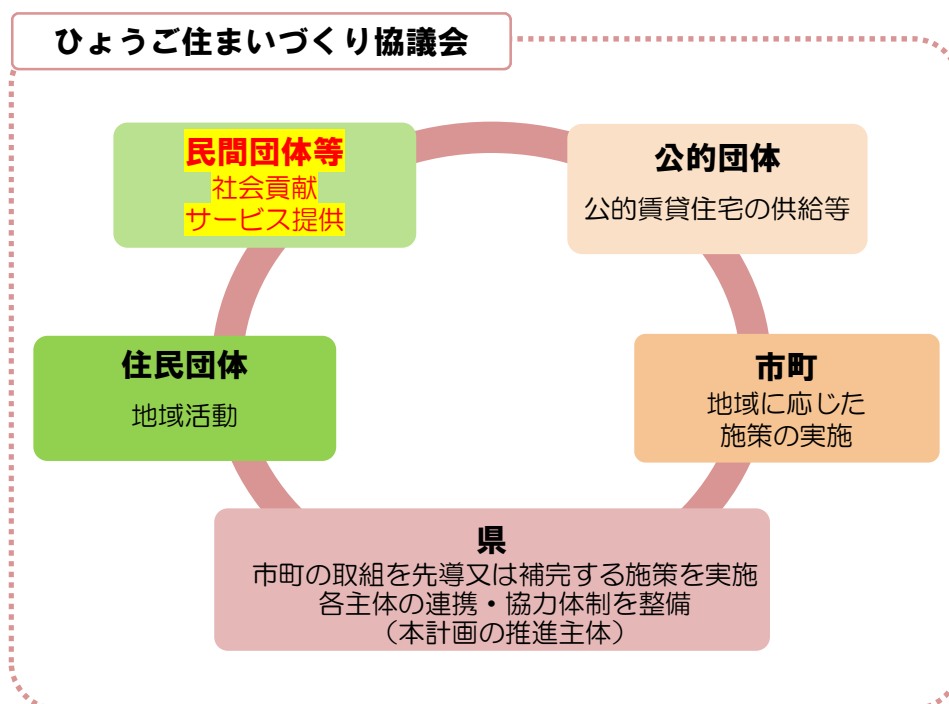 ひょうご住まいづくり協議会
民間団体等
社会貢献
サービス提供
公的団体
公的賃貸住宅の供給等
住民団体
地域活動
市町
地域に応じた
施策の実施
県
市町の取組を先導又は補完する施策を実施
各主体の連携・協力体制を整備
（本計画の推進主体）